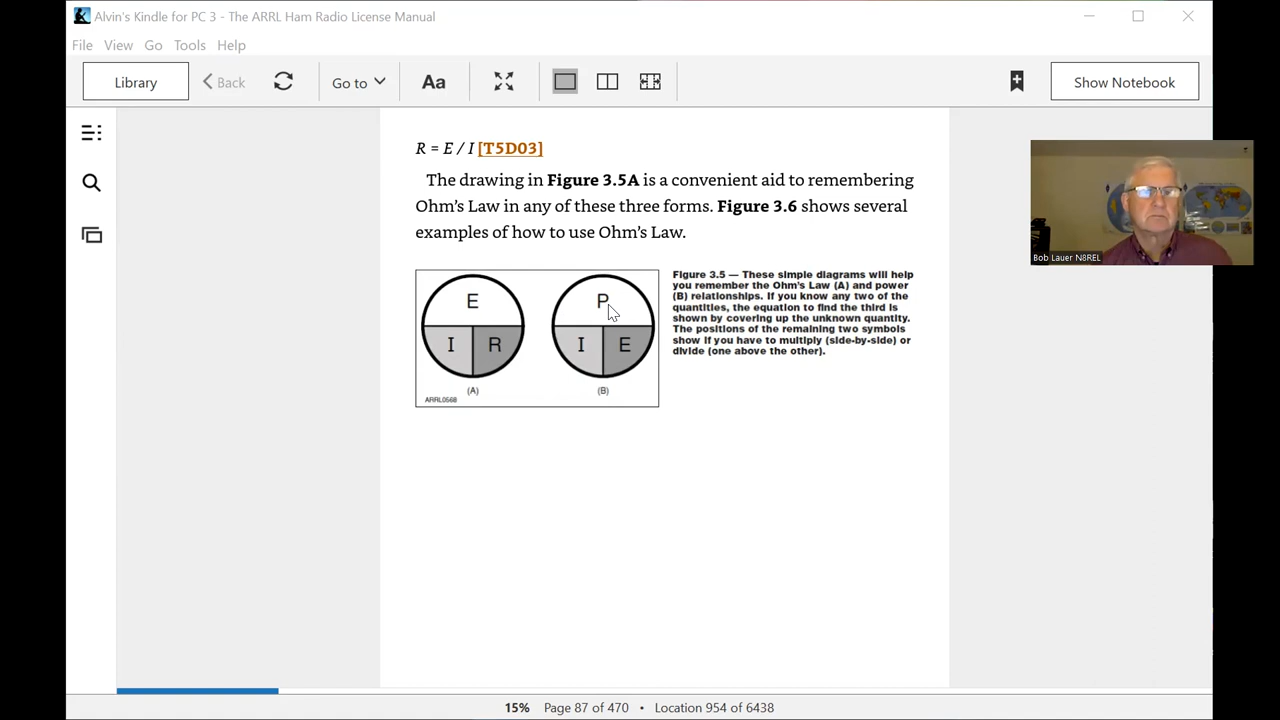 Alvin's Kindle for PC 3 - The ARRL Ham Radio License Manual
File View Go Tools Help
Library Back Go to Aa Show Notebook
R = E / I [T5D03]
The drawing in Figure 3.5A is a convenient aid to remembering
Ohm's Law in any of these three forms. Figure 3.6 shows several
examples of how to use Ohm's Law.
E
I R
(A)
P
I E
(B)
ARRL0568
Figure 3.5 — These simple diagrams will help
you remember the Ohm's Law (A) and power
(B) relationships. If you know any two of the
quantities, the equation to find the third is
shown by covering up the unknown quantity.
The positions of the remaining two symbols
show if you have to multiply (side-by-side) or
divide (one above the other).
Bob Lauer N8REL
15% Page 87 of 470 • Location 954 of 6438